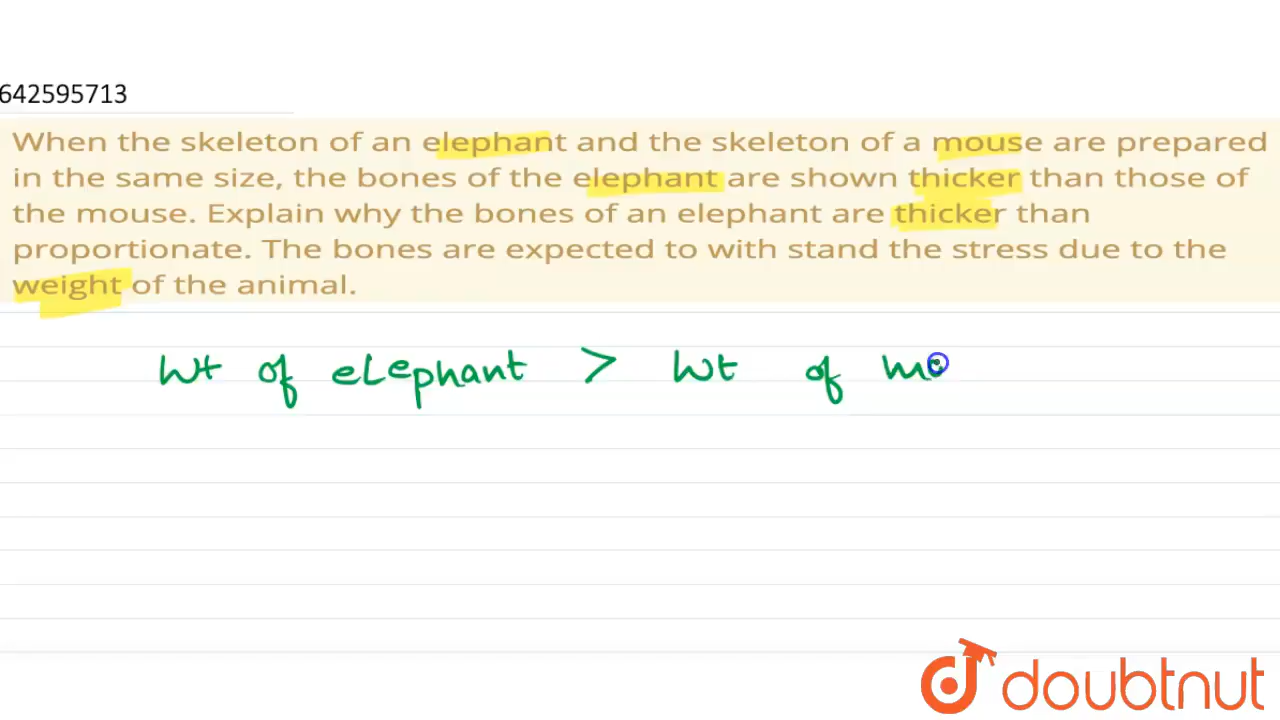 642595713
When the skeleton of an elephant and the skeleton of a mouse are prepared
in the same size, the bones of the elephant are shown thicker than those of
the mouse. Explain why the bones of an elephant are thicker than
proportionate. The bones are expected to with stand the stress due to the
weight of the animal.
Wt of elephant > Wt of mo
doubtnut